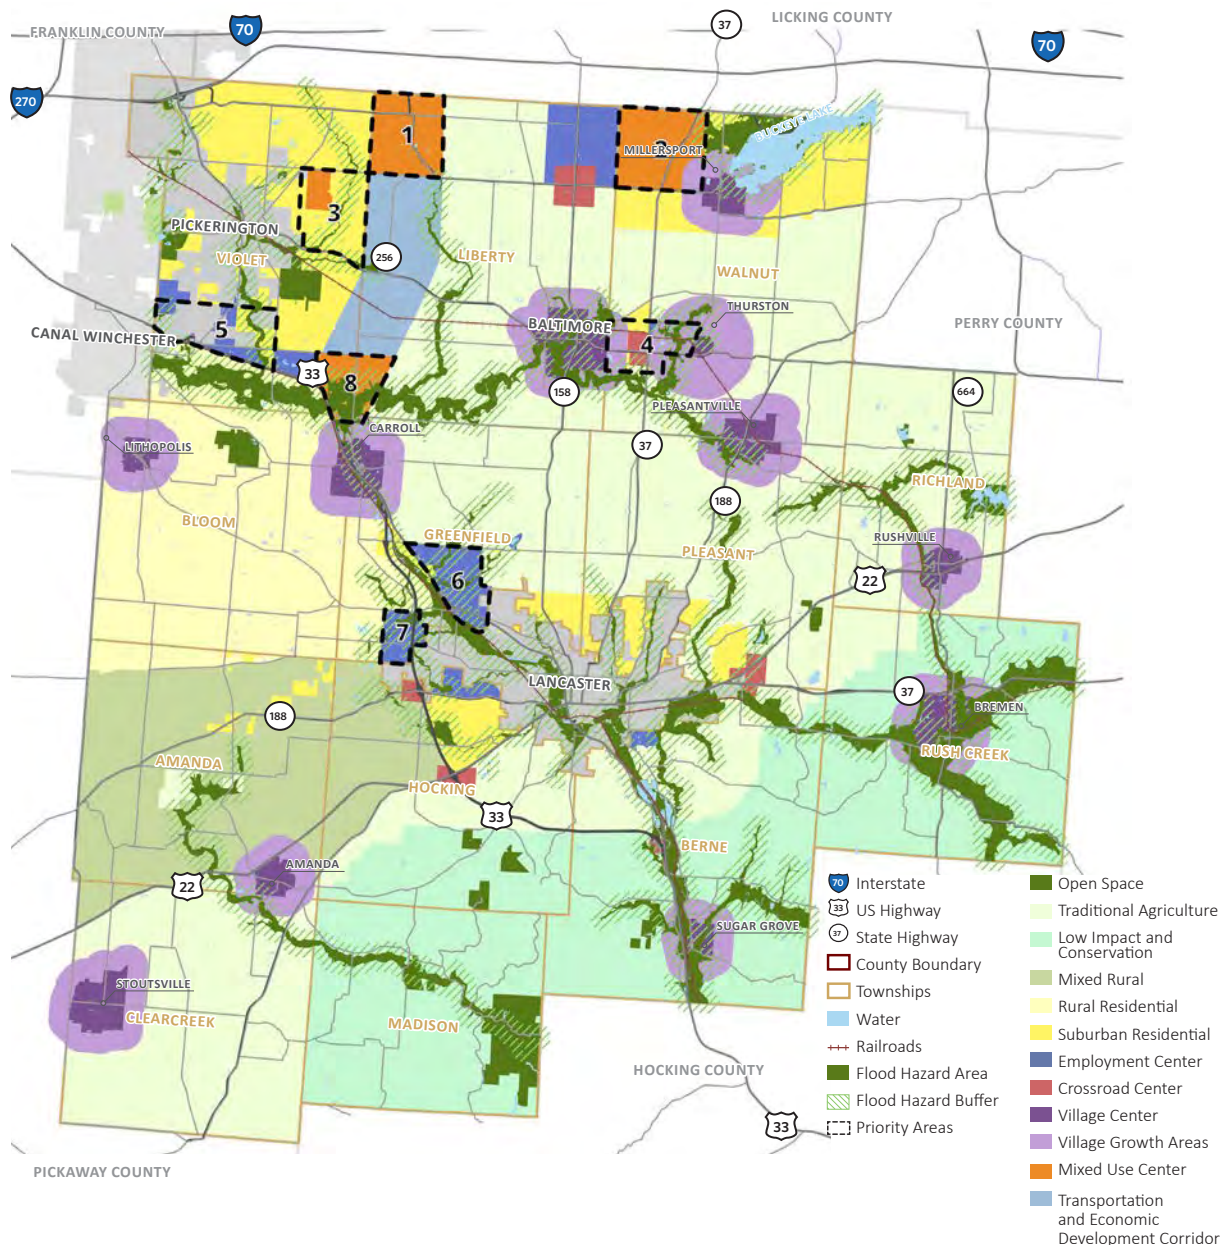 LICKING COUNTY
37
FRANKLIN COUNTY
70
70
270
BUCKEYE LAKE
1
2
MILLERSPORT
3
PICKERINGTON
VIOLET
256
LIBERTY
WALNUT
THURSTON
5
CANAL WINCHESTER
BALTIMORE
4
PERRY COUNTY
33
8
158
PLEASANTVILLE
664
CARROLL
LITHOPOLIS
37
RICHLAND
188
BLOOM
GREENFIELD
PLEASANT
RUSHVILLE
6
22
7
LANCASTER
37
BREMEN
188
RUSH CREEK
AMANDA
HOCKING
33
BERNE
AMANDA
22
SUGAR GROVE
STOUTSVILLE
CLEARCREEK
MADISON
HOCKING COUNTY
33
PICKAWAY COUNTY
70 Interstate
33 US Highway
37 State Highway
County Boundary
Townships
Water
Railroads
Flood Hazard Area
Flood Hazard Buffer
Priority Areas
Open Space
Traditional Agriculture
Low Impact and
Conservation
Mixed Rural
Rural Residential
Suburban Residential
Employment Center
Crossroad Center
Village Center
Village Growth Areas
Mixed Use Center
Transportation
and Economic
Development Corridor